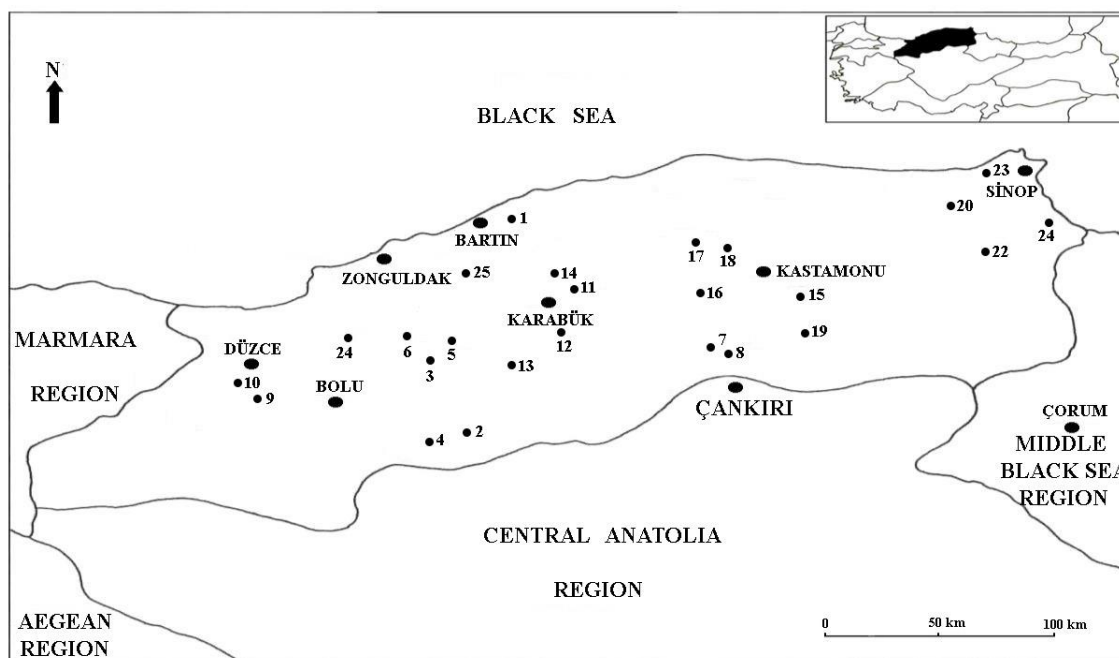 N
BLACK SEA
23
SİNOP
20
1
BARTIN
24
17
18
22
ZONGULDAK
25
14
KASTAMONU
11
16
15
KARABÜK
MARMARA
REGION
DÜZCE
24
6
5
12
19
7
8
3
13
10
9
BOLU
ÇANKIRI
ÇORUM
MIDDLE
BLACK SEA
REGION
4
2
CENTRAL ANATOLIA
REGION
AEGEAN
REGION
0
50 km
100 km